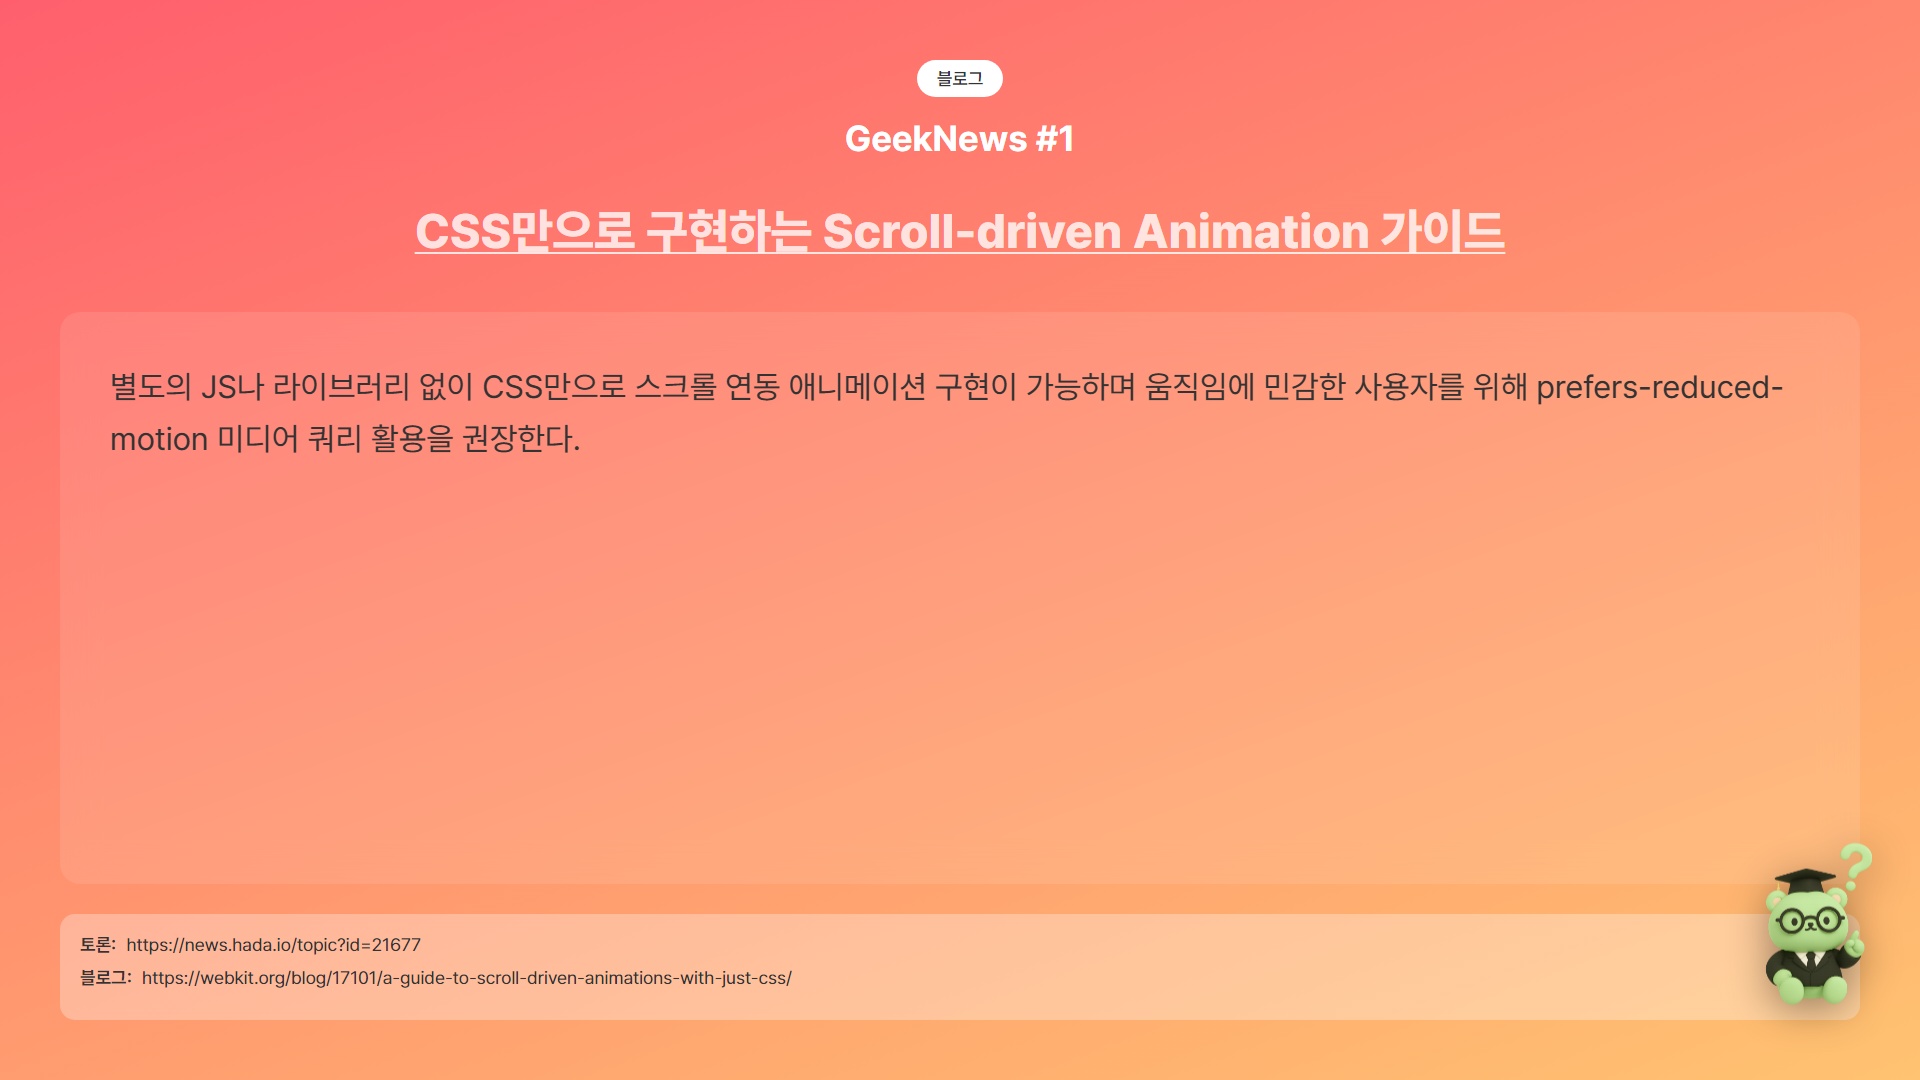 블로그
GeekNews #1
CSS만으로 구현하는 Scroll-driven Animation 가이드
별도의 JS나 라이브러리 없이 CSS만으로 스크롤 연동 애니메이션 구현이 가능하며 움직임에 민감한 사용자를 위해 prefers-reduced-
motion 미디어 쿼리 활용을 권장한다.
토론: https://news.hada.io/topic?id=21677
블로그: https://webkit.org/blog/17101/a-guide-to-scroll-driven-animations-with-just-css/
?